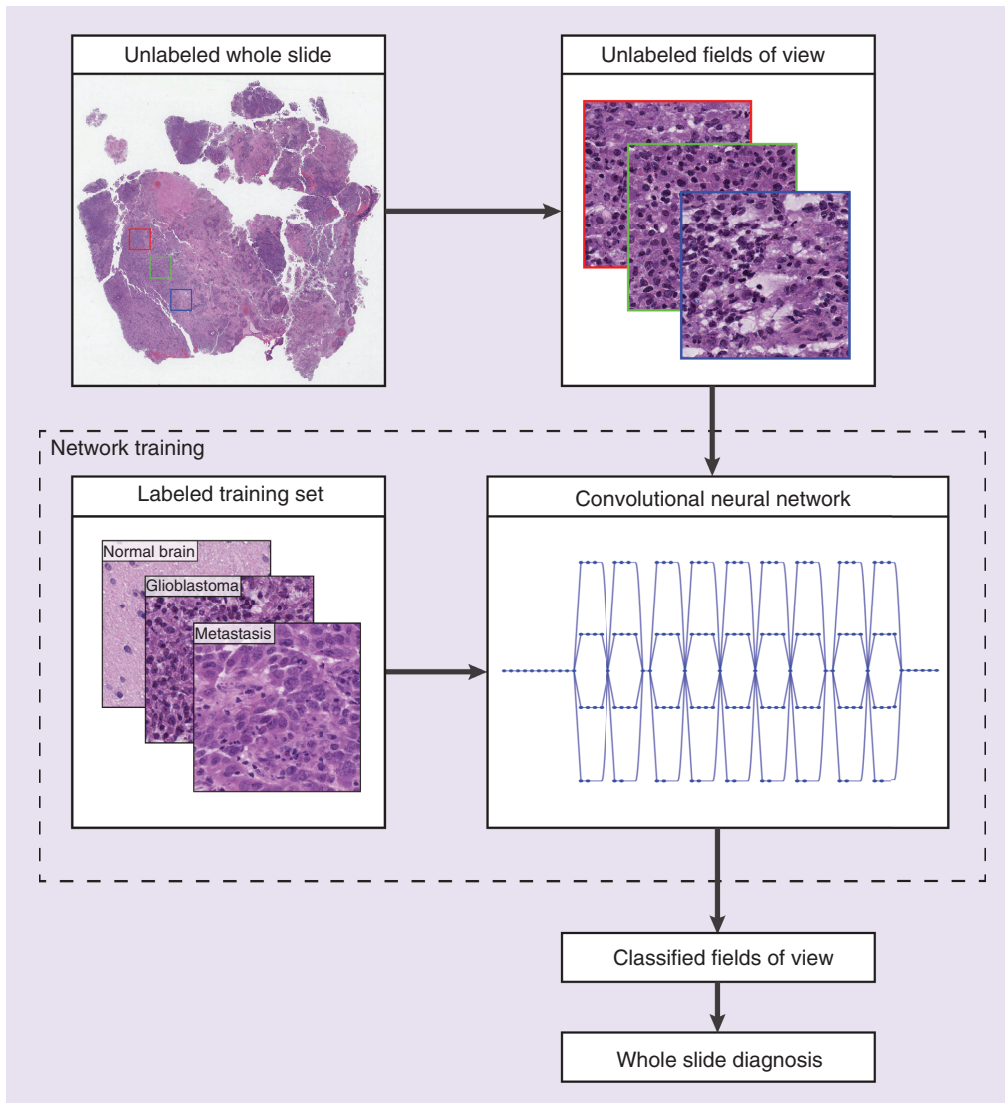 Unlabeled whole slide
Unlabeled fields of view
Network training
Labeled training set
Normal brain
Glioblastoma
Metastasis
Convolutional neural network
Classified fields of view
Whole slide diagnosis